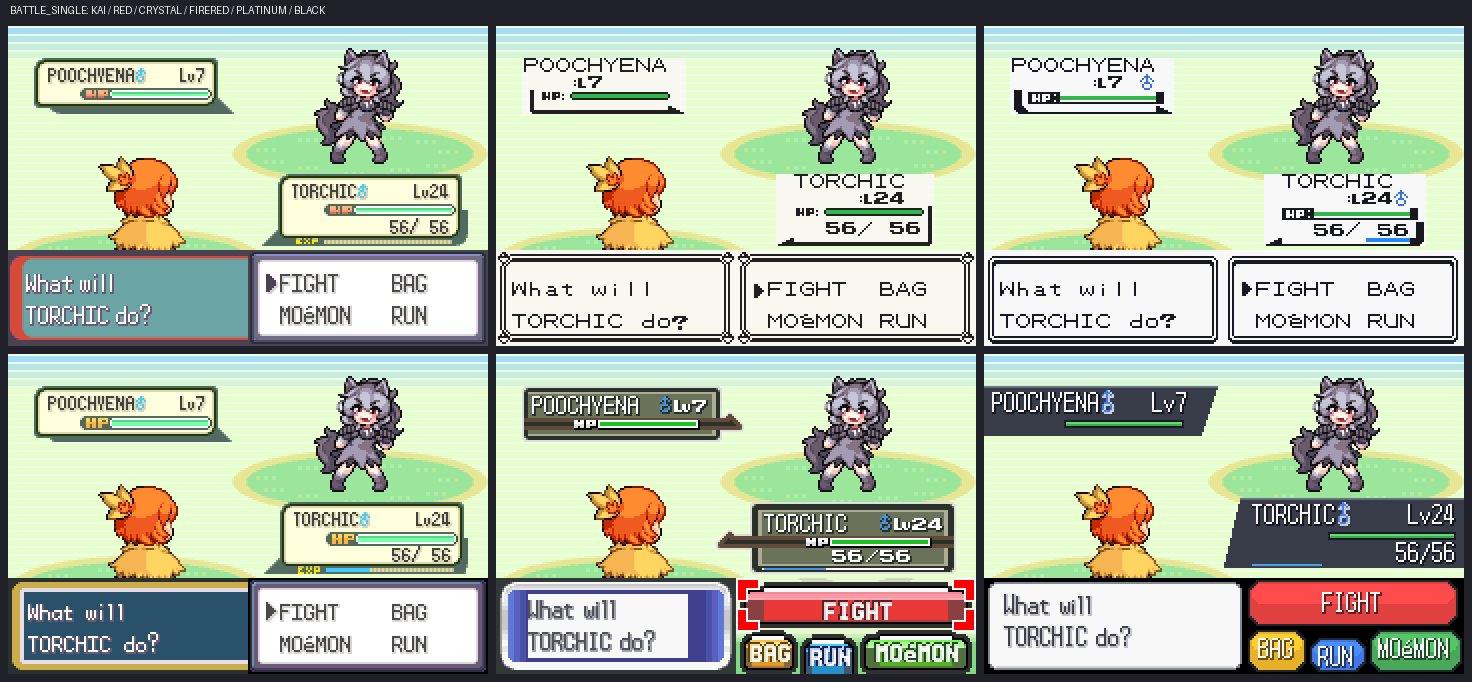 BATTLE_SINGLE: KAI / RED / CRYSTAL / FIRERED / PLATINUM / BLACK
POOCHYENA♂ Lv7
HP
TORCHIC♂ Lv24
HP
56/ 56
EXP
What will
TORCHIC do?
FIGHT BAG
MOéMON RUN
POOCHYENA
:L7
HP:
TORCHIC
:L24
HP:
56/ 56
What will
TORCHIC do?
FIGHT BAG
MOéMON RUN
POOCHYENA
:L7 ♂
HP:
TORCHIC
:L24♂
HP:
56/ 56
What will
TORCHIC do?
FIGHT BAG
MOéMON RUN
POOCHYENA♂ Lv7
HP
TORCHIC♂ Lv24
HP
56/ 56
EXP
What will
TORCHIC do?
FIGHT BAG
MOéMON RUN
POOCHYENA ♂Lv7
HP
TORCHIC ♂Lv24
HP
56/56
What will
TORCHIC do?
FIGHT
BAG RUN MOéMON
POOCHYENA♂ Lv7
TORCHIC♂ Lv24
56/56
What will
TORCHIC do?
FIGHT
BAG RUN MOéMON